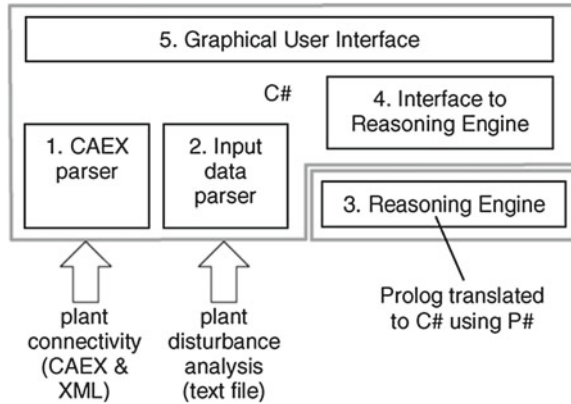 5. Graphical User Interface
C#
4. Interface to
Reasoning Engine
1. CAEX
parser
2. Input
data
parser
3. Reasoning Engine
plant
connectivity
(CAEX &
XML)
plant
disturbance
analysis
(text file)
Prolog translated
to C# using P#